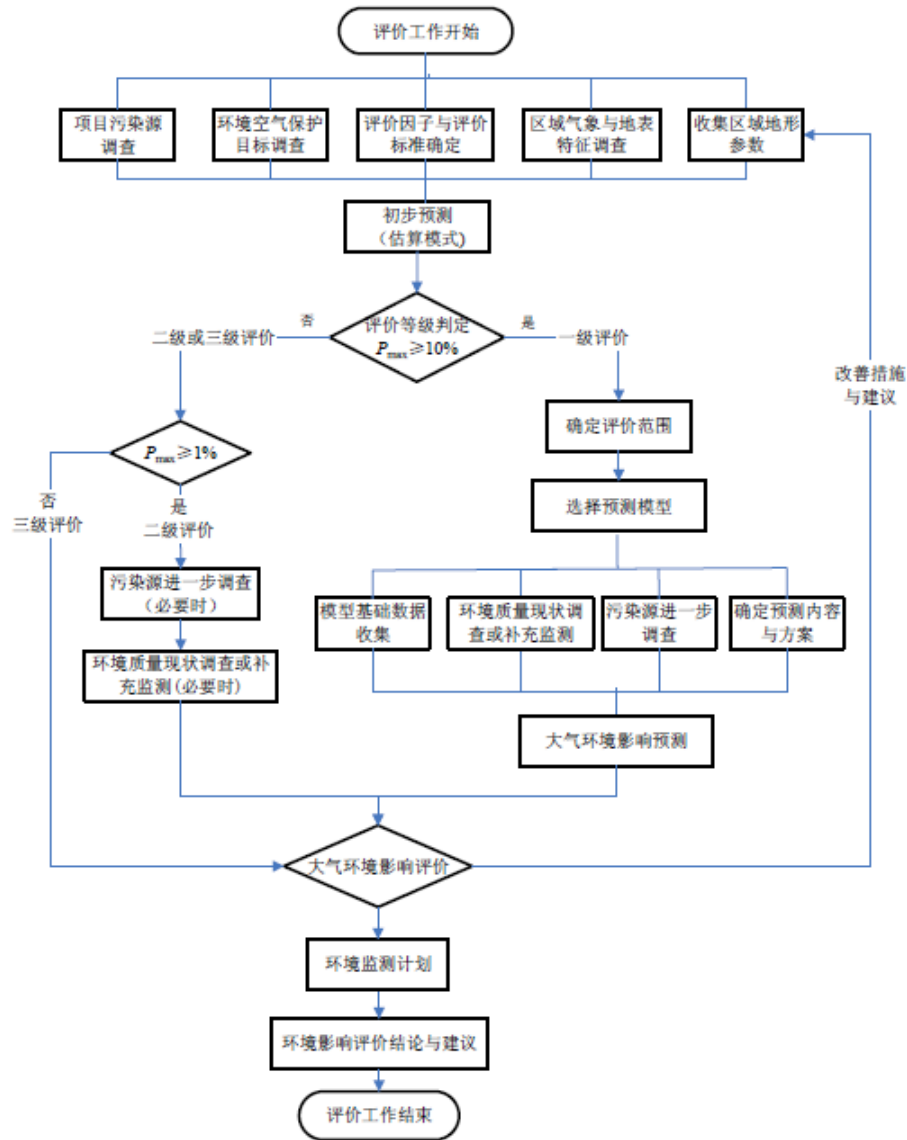 评价工作开始
项目污染源
调查
环境空气保护
目标调查
评价因子与评价
标准确定
区域气象与地表
特征调查
收集区域地形
参数
初步预测
（估算模式)
评价等级判定
Pmax≥10%
否
二级或三级评价
是
一级评价
改善措施
与建议
确定评价范围
Pmax≥1%
选择预测模型
否
三级评价
是
二级评价
污染源进一步调查
（必要时）
环境质量现状调查或补
充监测(必要时)
模型基础数据
收集
环境质量现状调
查或补充监测
污染源进一步
调查
确定预测内容
与方案
大气环境影响预测
大气环境影响评价
环境监测计划
环境影响评价结论与建议
评价工作结束